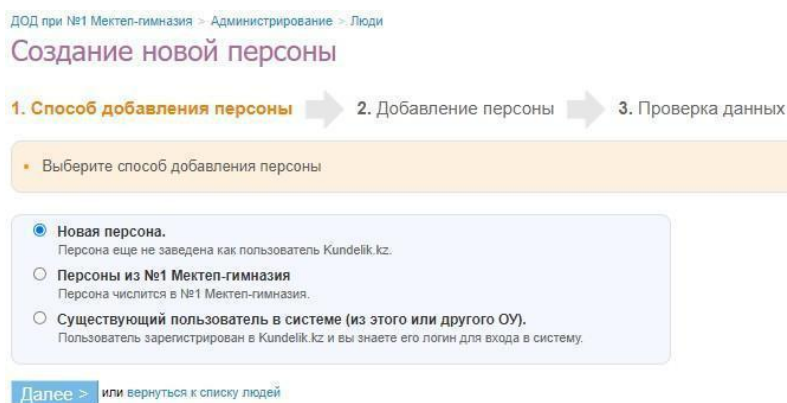 ДОД при №1 Мектеп-гимназия > Администрирование > Люди
Создание новой персоны
1. Способ добавления персоны 2. Добавление персоны 3. Проверка данных
Выберите способ добавления персоны
Новая персона.
Персона еще не заведена как пользователь Kundelik.kz.
Персоны из №1 Мектеп-гимназия
Персона числится в №1 Мектеп-гимназия.
Существующий пользователь в системе (из этого или другого ОУ).
Пользователь зарегистрирован в Kundelik.kz и вы знаете его логин для входа в систему.
Далее > или вернуться к списку людей